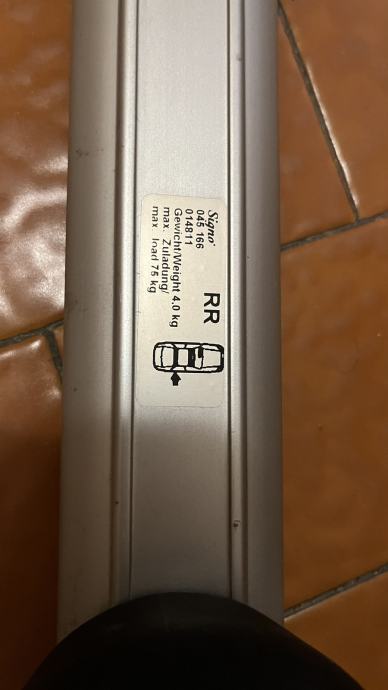 Signo
045 166
014811
Gewicht/Weight 4.0 kg
max. Zuladung/
max. load 75 kg
RR